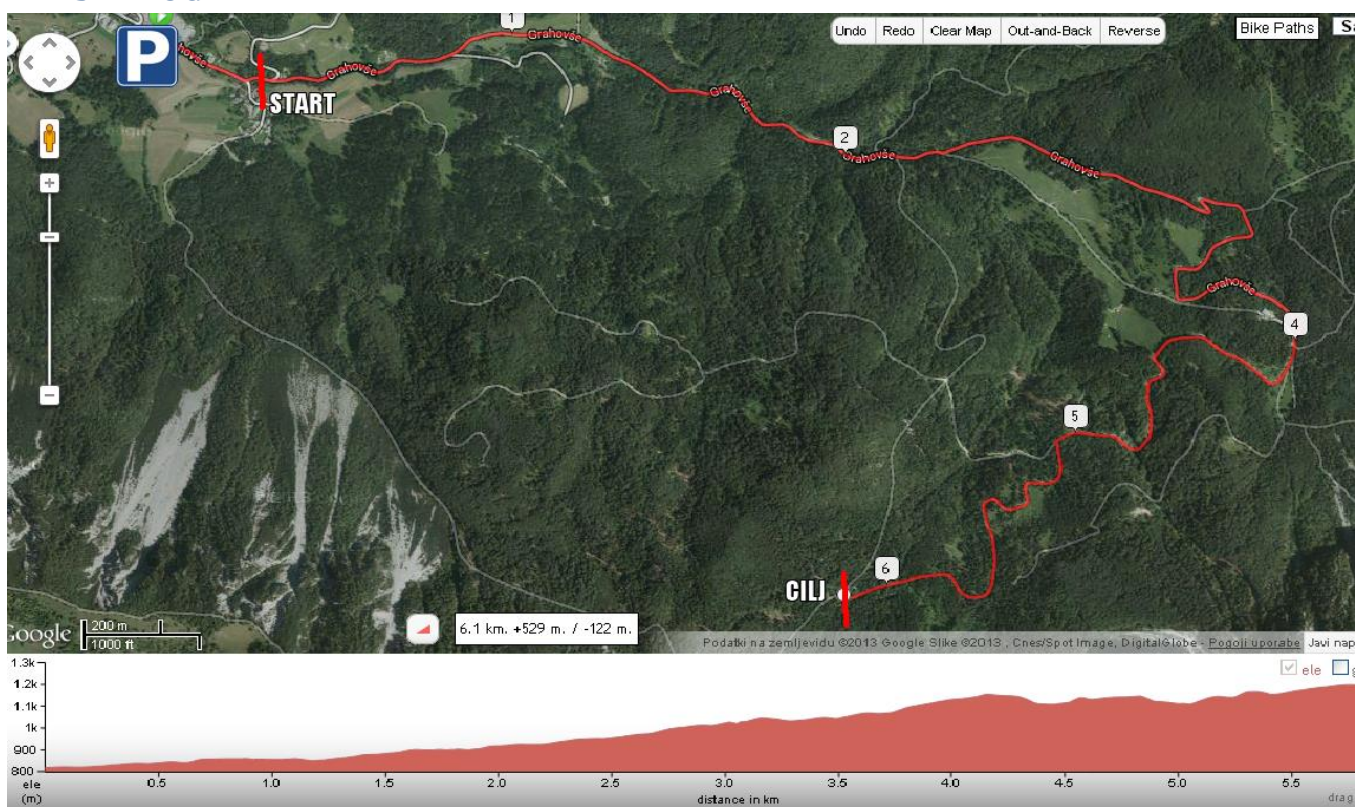 1
Undo Redo Clear Map Out-and-Back Reverse
Bike Paths
P
Grahovše
START
Grahovše
Grahovše
2
Grahovše
Grahovše
Grahovše
4
5
6
CILJ
Google
200 m
1000 ft
6.1 km. +529 m. / -122 m.
Podatki na zemljevidu ©2013 Google Slike ©2013 , Cnes/Spot Image, DigitalGlobe - Pogoji uporabe
Javi nap
ele
1.3k
1.2k
1.1k
1k
900
800
ele
(m)
0.5 1.0 1.5 2.0 2.5 3.0 3.5 4.0 4.5 5.0 5.5
distance in km
drag